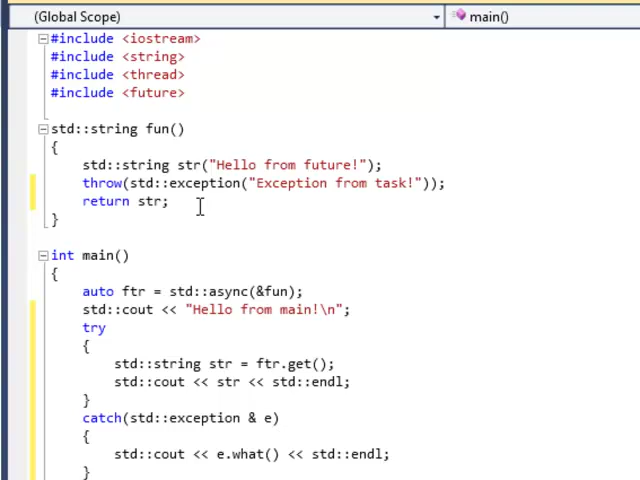 (Global Scope)
main()
#include <iostream>
#include <string>
#include <thread>
#include <future>
std::string fun()
{
std::string str("Hello from future!");
throw(std::exception("Exception from task!"));
return str;
}
int main()
{
auto ftr = std::async(&fun);
std::cout << "Hello from main!\n";
try
{
std::string str = ftr.get();
std::cout << str << std::endl;
}
catch(std::exception & e)
{
std::cout << e.what() << std::endl;
}